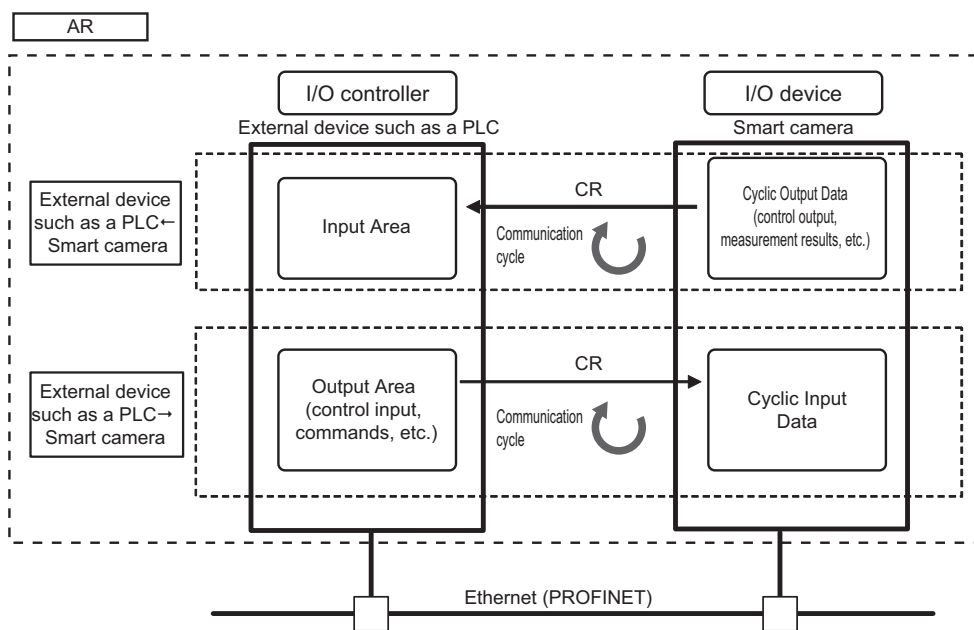 AR
I/O controller
I/O device
External device such as a PLC
Smart camera
External device
such as a PLC←
Smart camera
Input Area
CR
Communication
cycle
Cyclic Output Data
(control output,
measurement results, etc.)
External device
such as a PLC→
Smart camera
Output Area
(control input,
commands, etc.)
CR
Communication
cycle
Cyclic Input
Data
Ethernet (PROFINET)